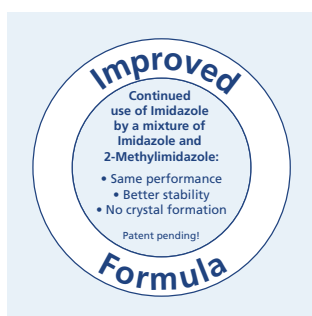 Improved
Continued
use of Imidazole
by a mixture of
Imidazole and
2-Methylimidazole:
• Same performance
• Better stability
• No crystal formation
Patent pending!
Formula